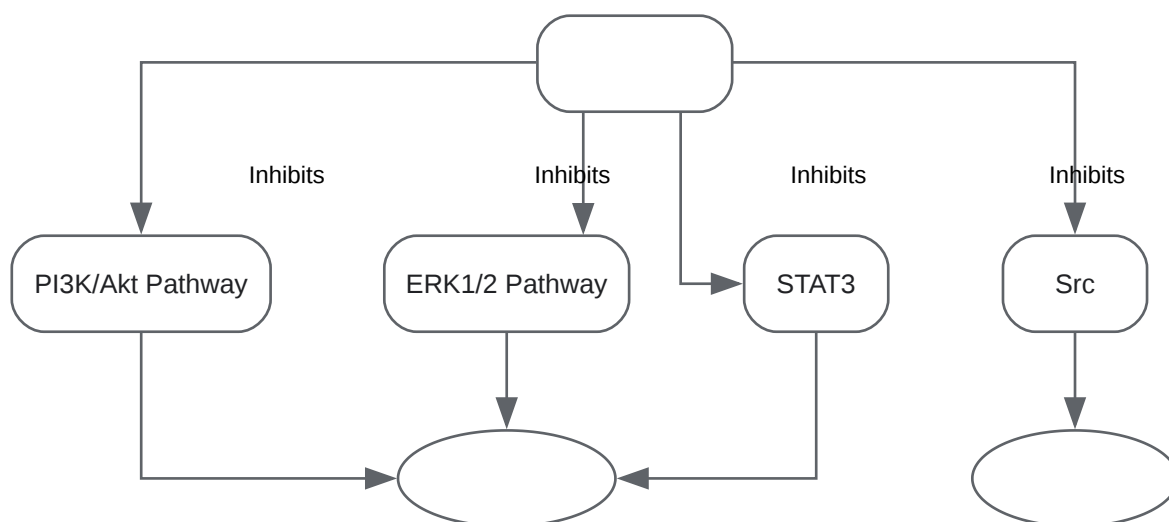 Inhibits
Inhibits
Inhibits
Inhibits
PI3K/Akt Pathway
ERK1/2 Pathway
STAT3
Src